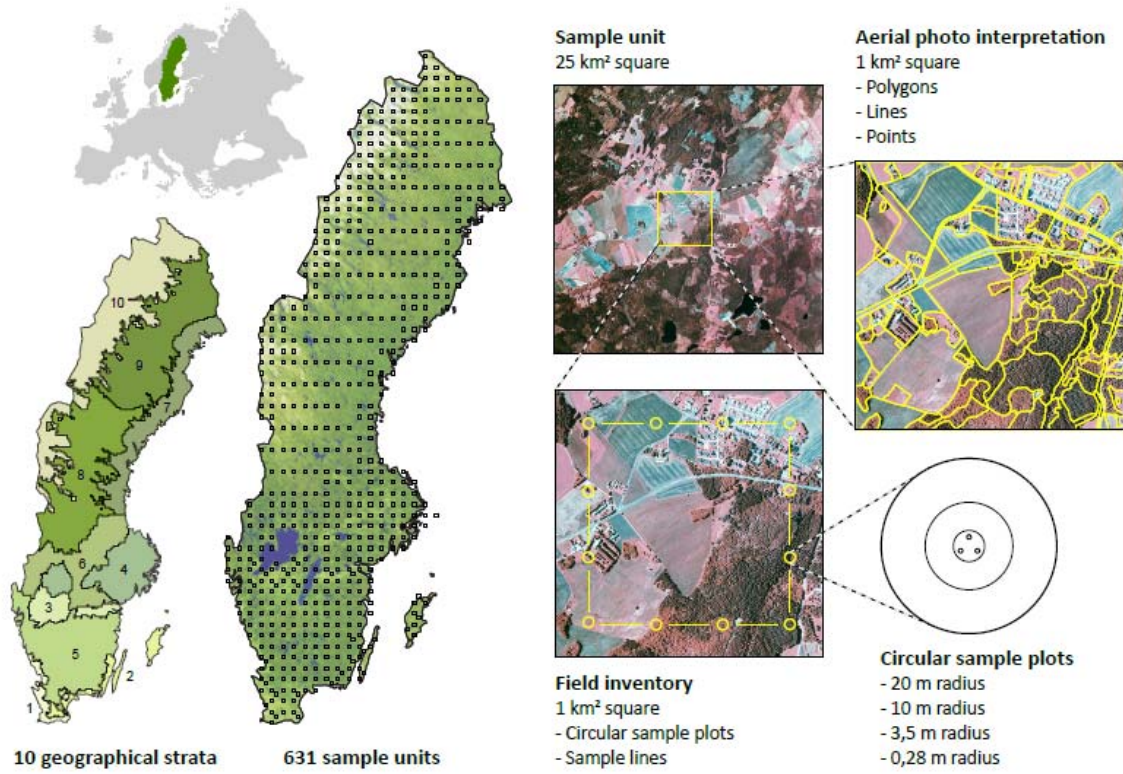 Sample unit
25 km² square
Aerial photo interpretation
1 km² square
- Polygons
- Lines
- Points
10
9
7
8
6
4
3
5
2
1
10 geographical strata
631 sample units
Field inventory
1 km² square
- Circular sample plots
- Sample lines
Circular sample plots
- 20 m radius
- 10 m radius
- 3,5 m radius
- 0,28 m radius